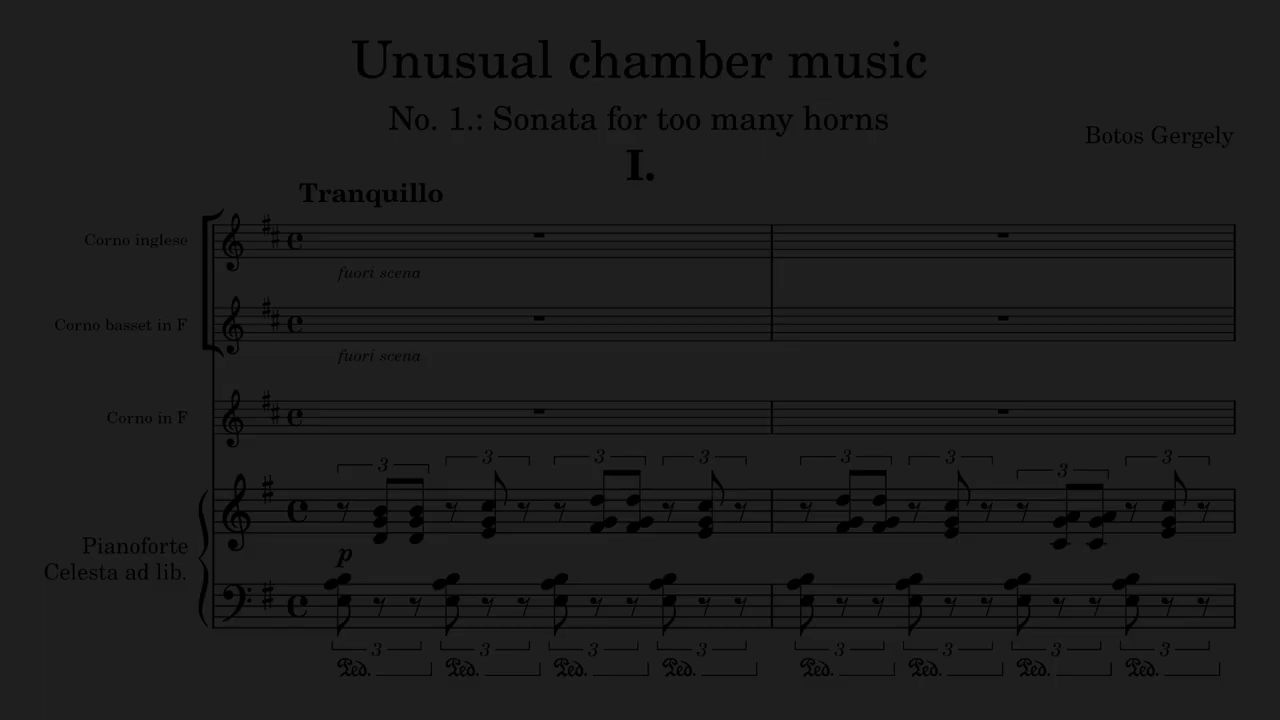 Unusual chamber music
No. 1.: Sonata for too many horns
Botos Gergely
I.
Tranquillo
Corno inglese
fuori scena
Corno basset in F
fuori scena
Corno in F
3 3 3 3 3 3 3 3
Pianoforte
Celesta ad lib.
p
3 3 3 3 3 3 3 3
Ped. Ped. Ped. Ped. Ped. Ped. Ped. Ped.